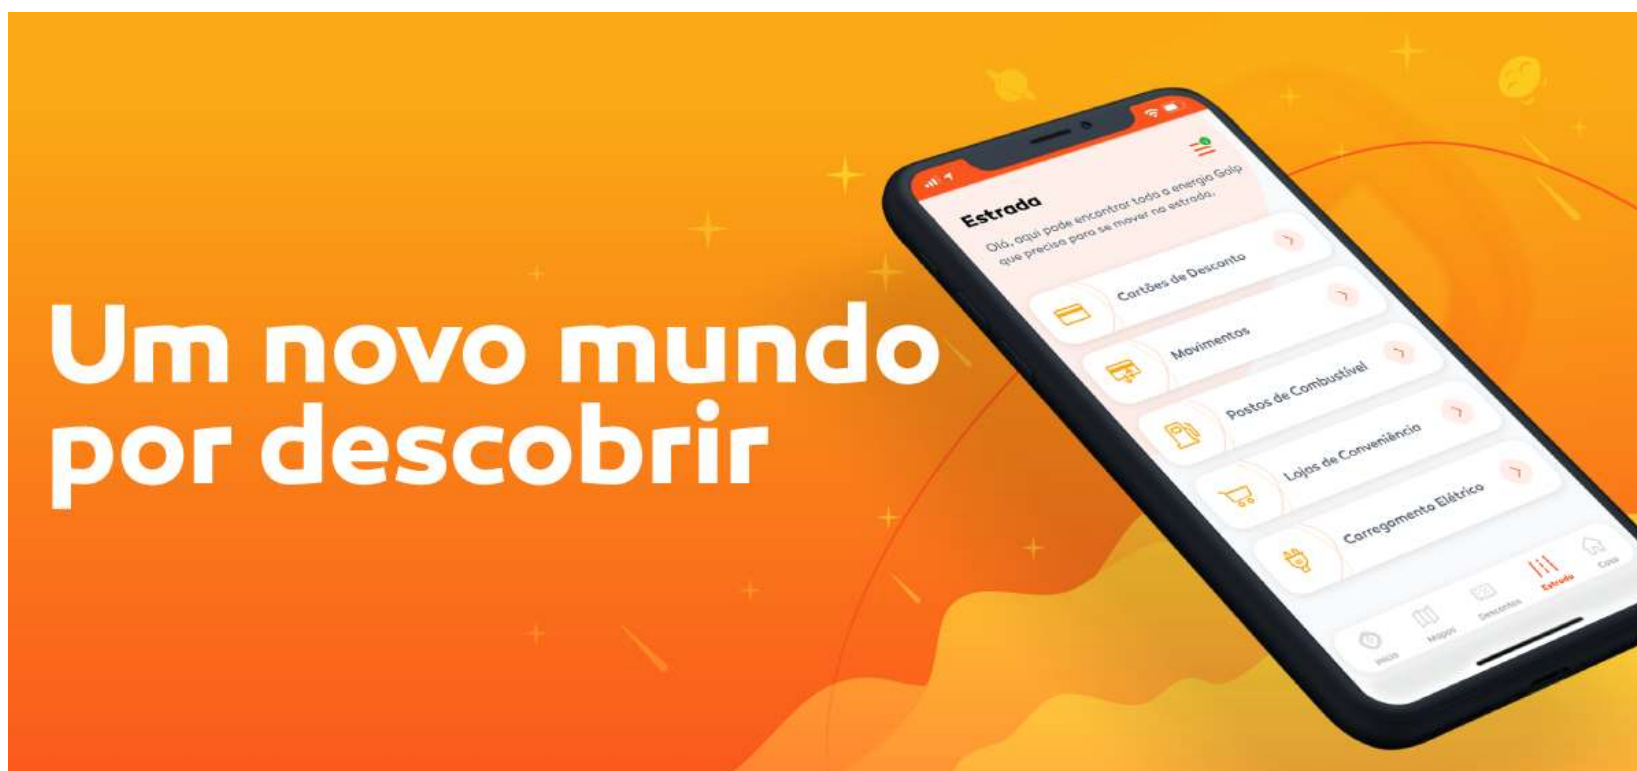 Um novo mundo
por descobrir
Estrada
Olá, aqui pode encontrar toda a energia Galp
que precisa para se mover na estrada.
Cartões de Desconto
Movimentos
Postos de Combustível
Lojas de Conveniência
Carregamento Elétrico
Início
Mapas
Descontos
Estrada
Casa